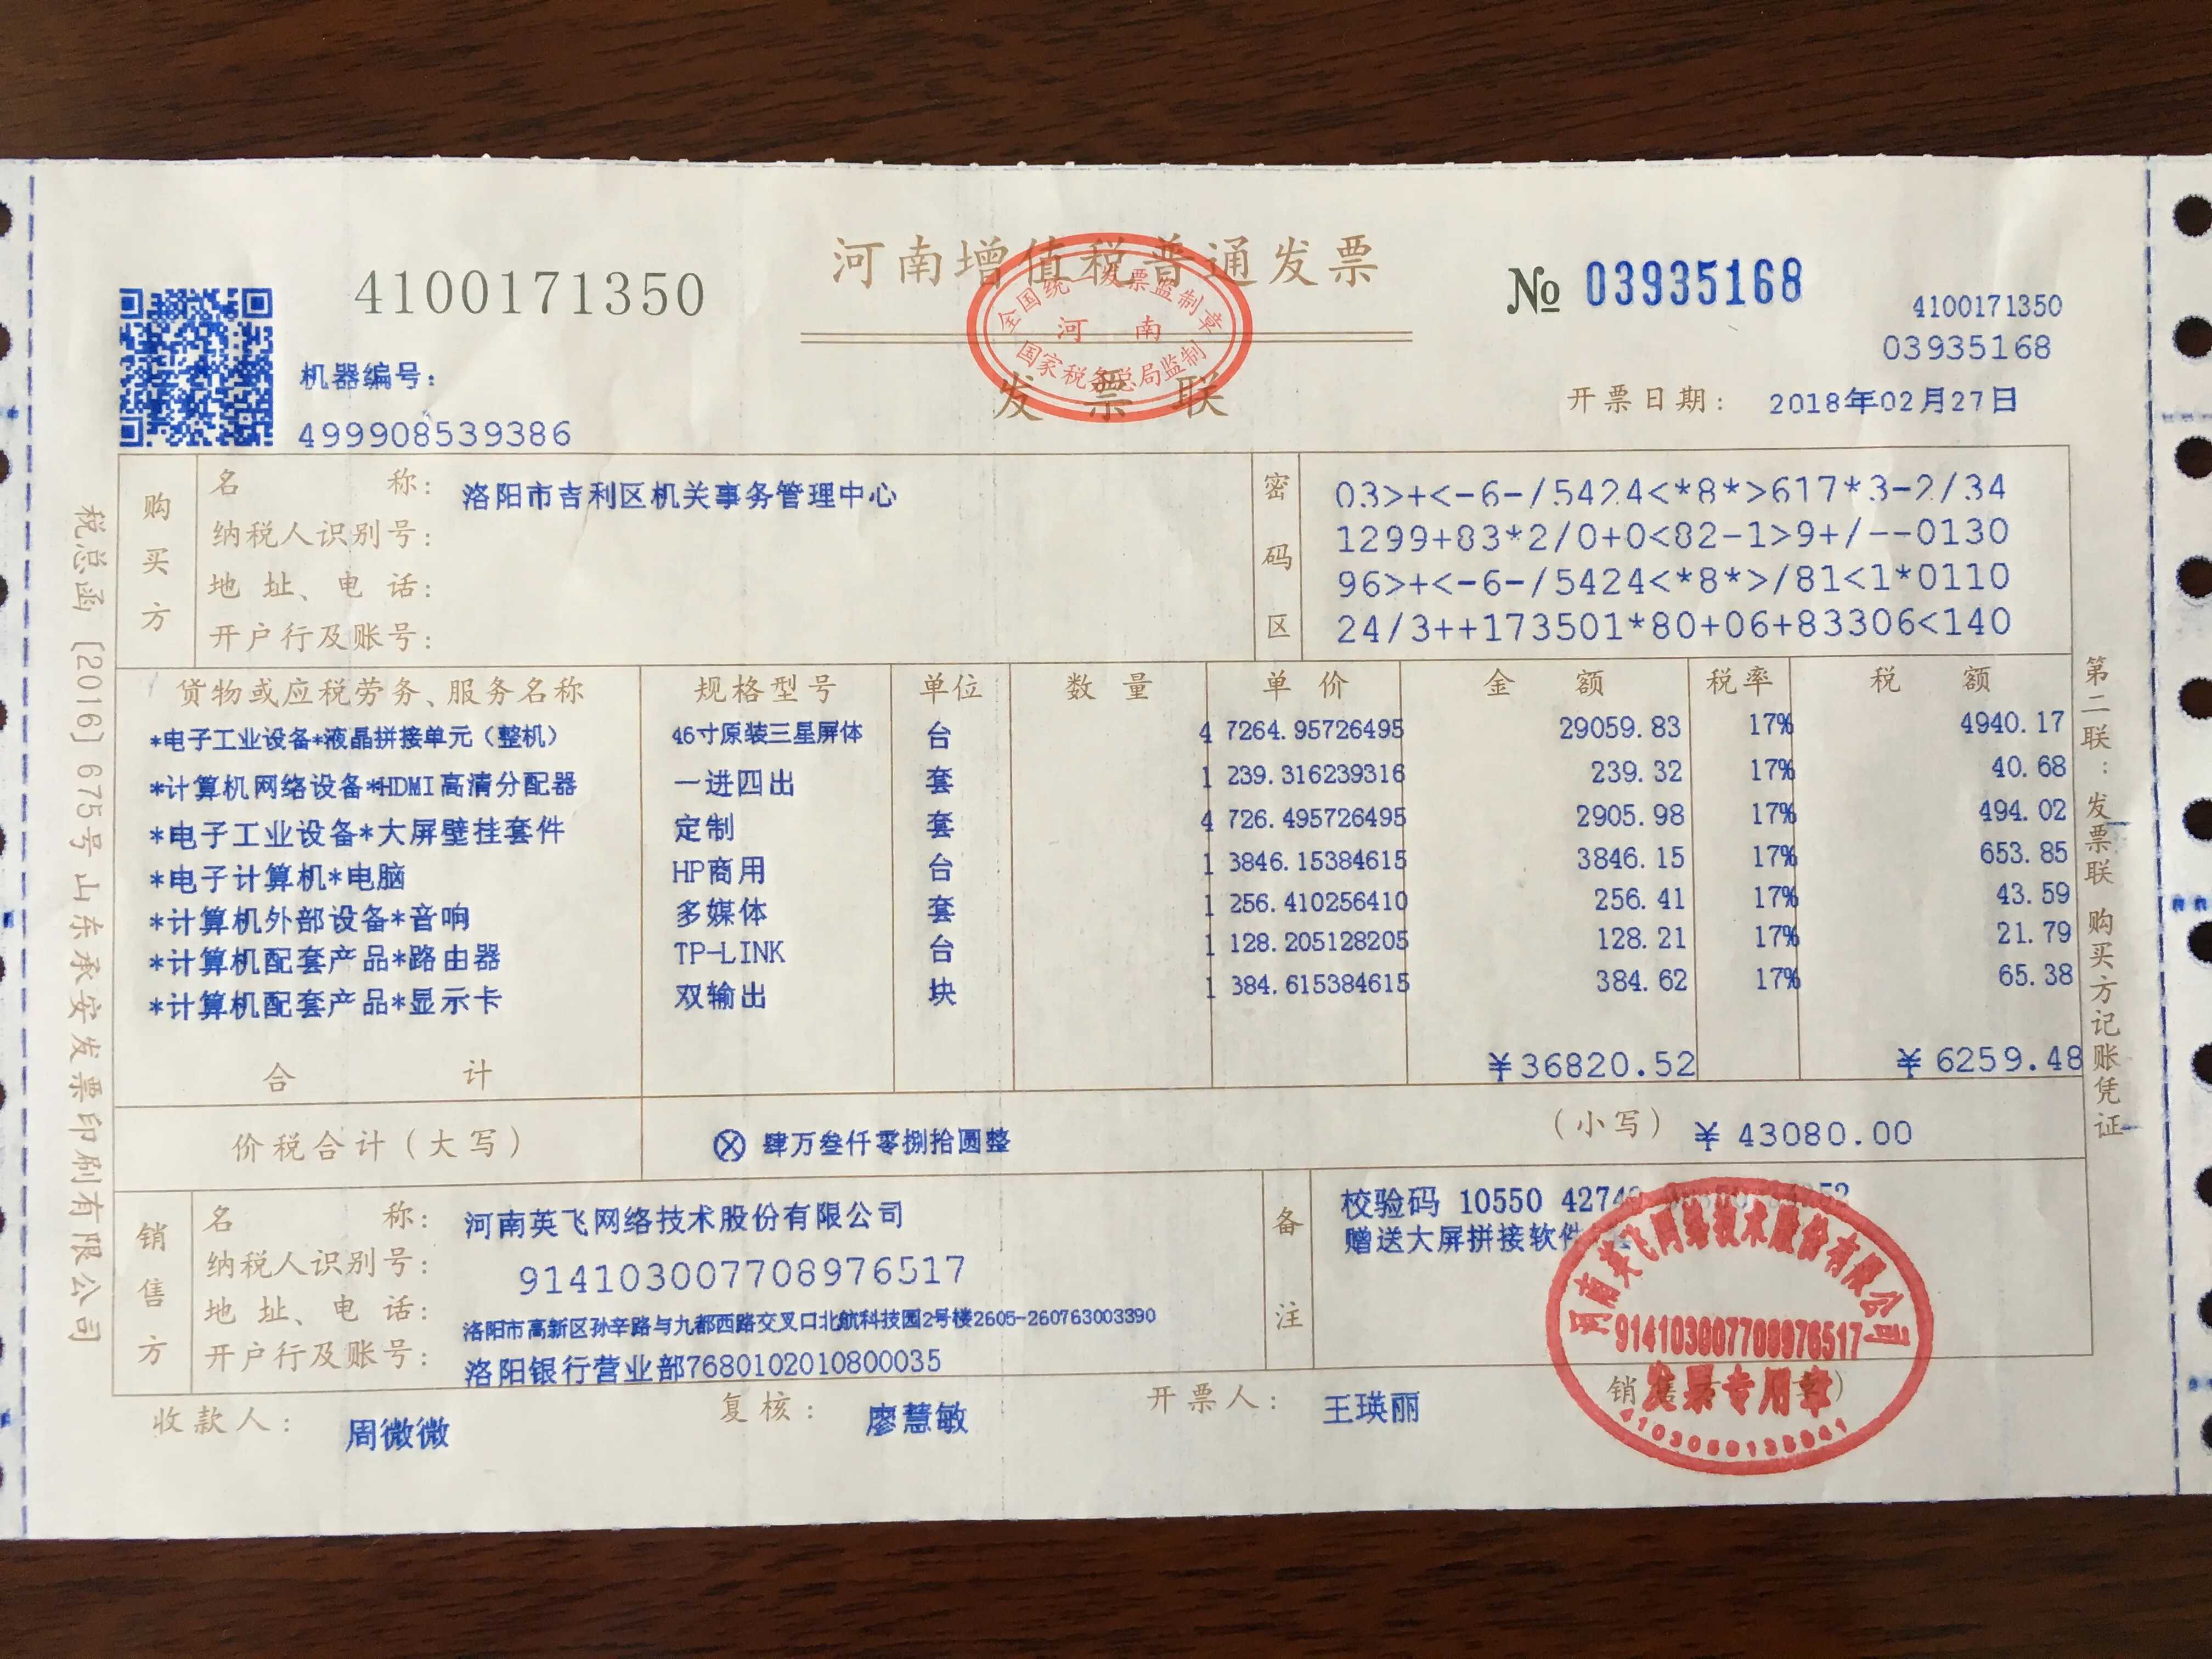 河南增值税普通发票
4100171350
№ 03935168
4100171350
03935168
全国统一发票监制章
河 南
国家税务总局监制
发票联
机器编号：
499908539386
开票日期： 2018年02月27日
购买方
名 称： 洛阳市吉利区机关事务管理中心
纳税人识别号：
地 址、电 话：
开户行及账号：
密码区
03>+<-6-/5424<*8*>617*3-2/34
1299+83*2/0+0<82-1>9+/--0130
96>+<-6-/5424<*8*>/81<1*0110
24/3++173501*80+06+83306<140
货物或应税劳务、服务名称 规格型号 单位 数 量 单 价 金 额 税率 税 额
*电子工业设备*液晶拼接单元（整机） 46寸原装三星屏体 台 4 7264.95726495 29059.83 17% 4940.17
*计算机网络设备*HDMI高清分配器 一进四出 套 1 239.316239316 239.32 17% 40.68
*电子工业设备*大屏壁挂套件 定制 套 4 726.495726495 2905.98 17% 494.02
*电子计算机*电脑 HP商用 台 1 3846.15384615 3846.15 17% 653.85
*计算机外部设备*音响 多媒体 套 1 256.410256410 256.41 17% 43.59
*计算机配套产品*路由器 TP-LINK 台 1 128.205128205 128.21 17% 21.79
*计算机配套产品*显示卡 双输出 块 1 384.615384615 384.62 17% 65.38
合 计 ¥36820.52 ¥6259.48
价税合计（大写） ⊗ 肆万叁仟零捌拾圆整 （小写） ¥ 43080.00
销售方
名 称： 河南英飞网络技术股份有限公司
纳税人识别号： 914103007708976517
地 址、电 话： 洛阳市高新区孙辛路与九都西路交叉口北航科技园2号楼2605-260763003390
开户行及账号： 洛阳银行营业部7680102010800035
备注
校验码 10550 4274
赠送大屏拼接软件
河南英飞网络技术股份有限公司
914103007708976517
发票专用章
收款人： 周微微 复核： 廖慧敏 开票人： 王瑛丽 销
税总函［2016］675号山东承安发票印刷有限公司
第二联：发票联 购买方记账凭证